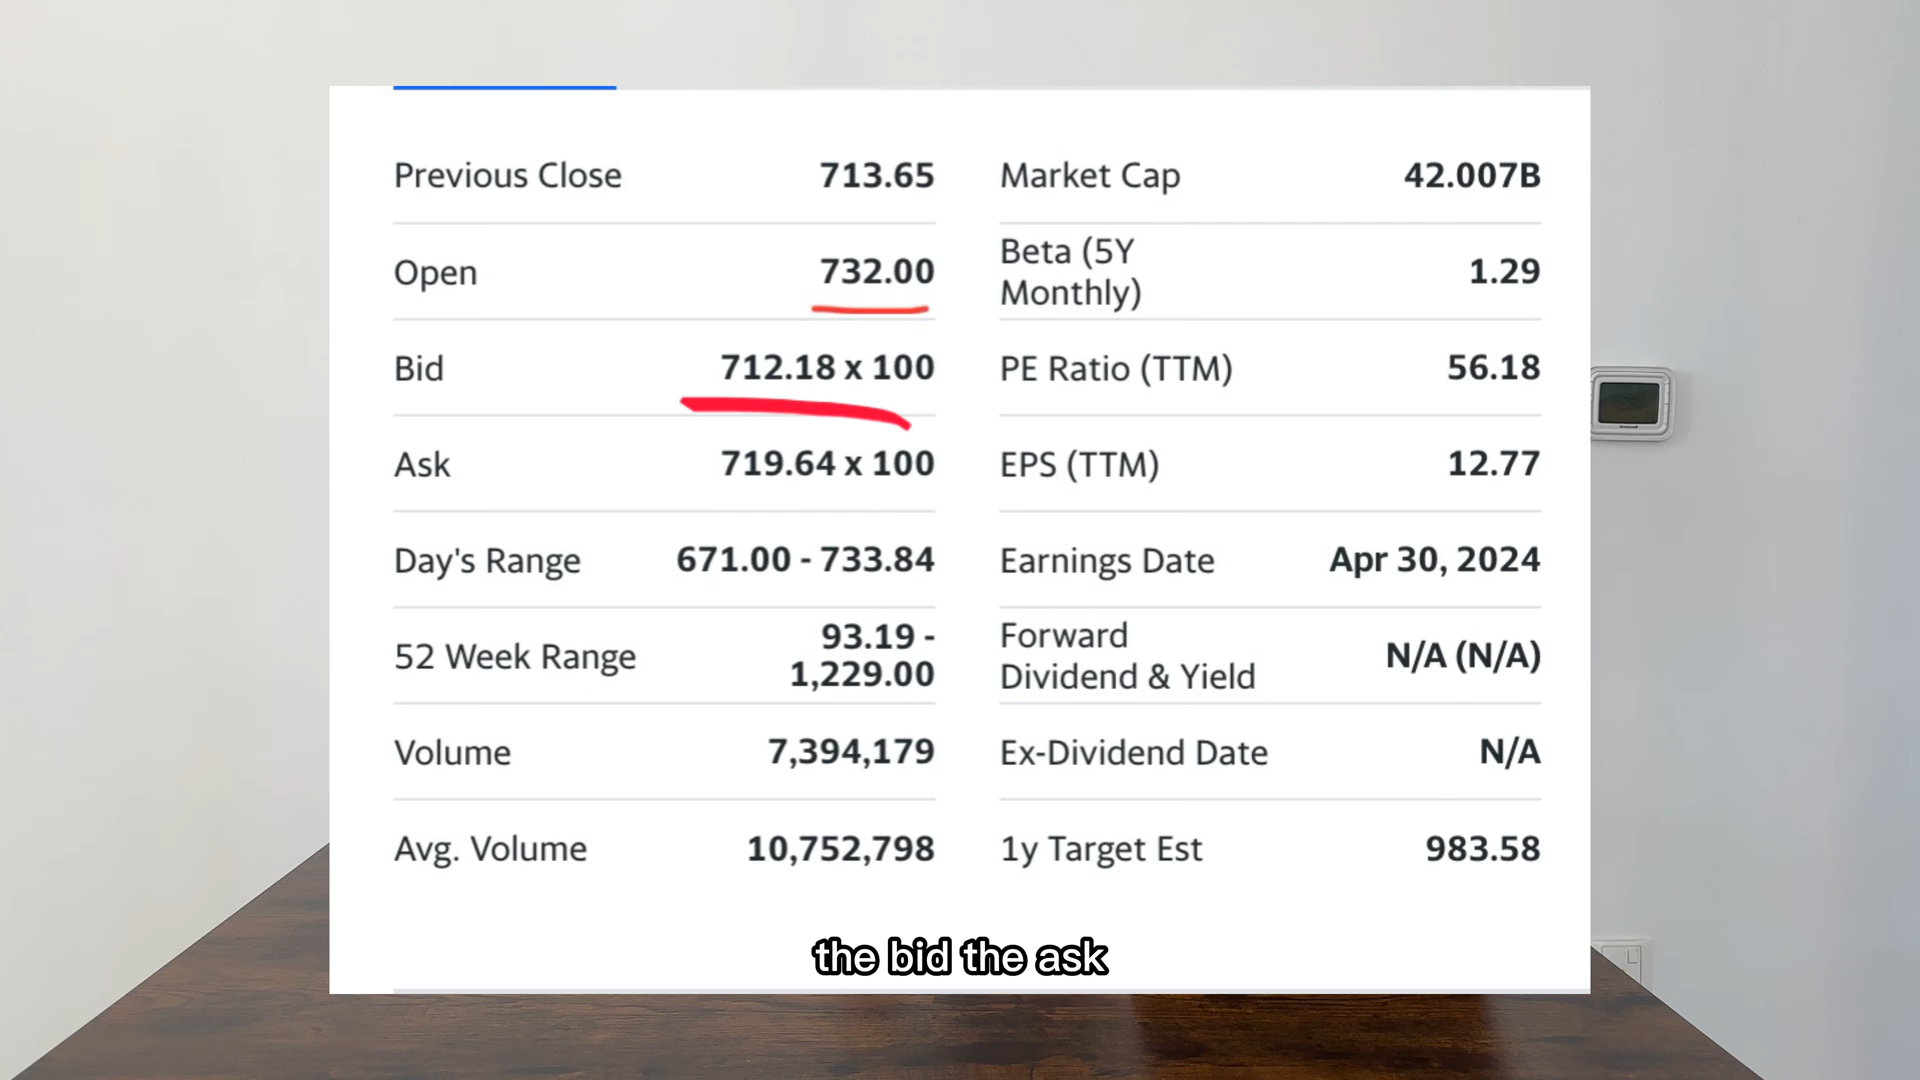 Previous Close 713.65
Open 732.00
Bid 712.18 x 100
Ask 719.64 x 100
Day's Range 671.00 - 733.84
52 Week Range 93.19 -
1,229.00
Volume 7,394,179
Avg. Volume 10,752,798
Market Cap 42.007B
Beta (5Y
Monthly) 1.29
PE Ratio (TTM) 56.18
EPS (TTM) 12.77
Earnings Date Apr 30, 2024
Forward
Dividend & Yield N/A (N/A)
Ex-Dividend Date N/A
1y Target Est 983.58
the bid the ask
Honeywell